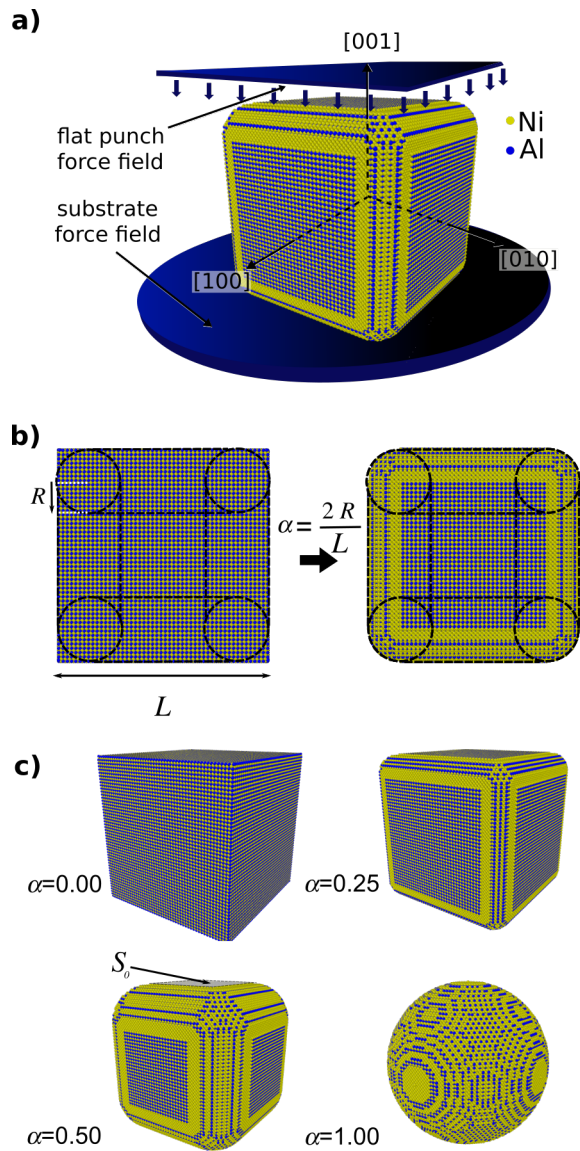 a)
[001]
flat punch
force field
Ni
Al
substrate
force field
[100]
[010]
b)
R
α = 2 R
L
L
c)
α=0.00
α=0.25
S₀
α=0.50
α=1.00